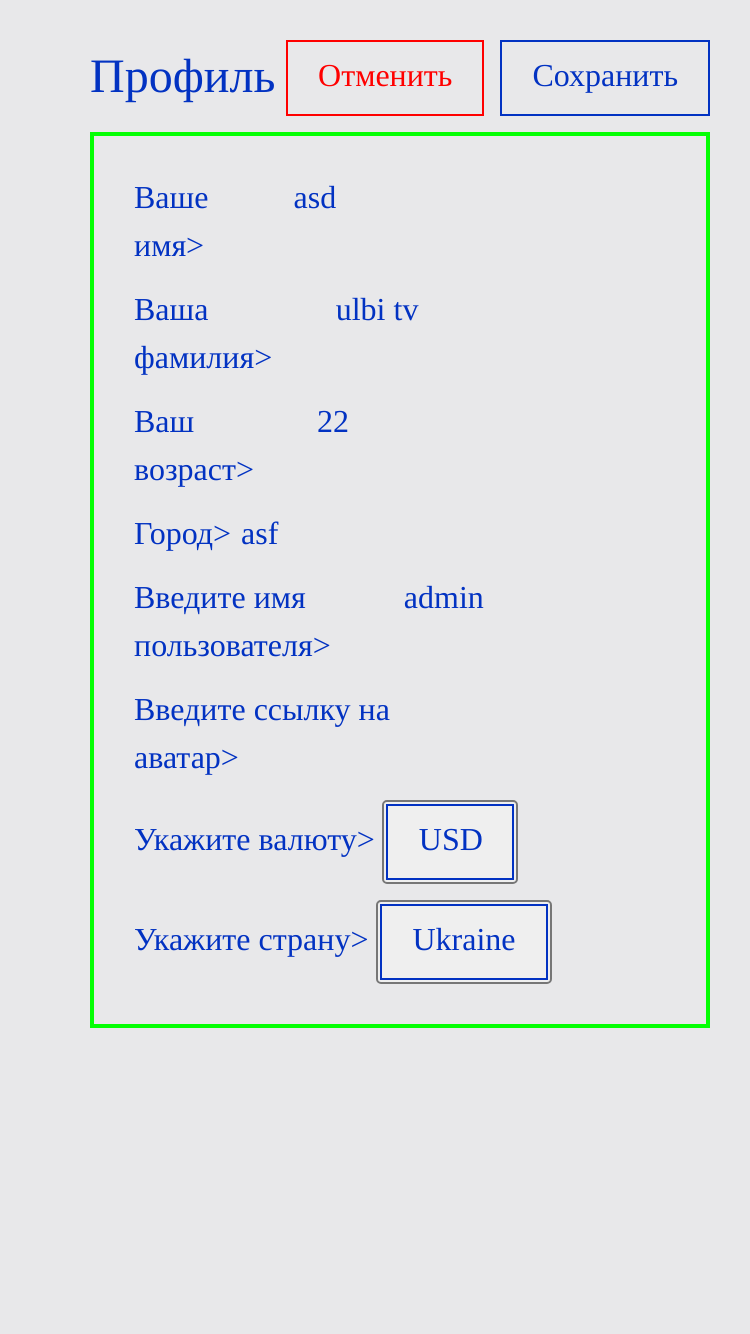 Профиль Отменить Сохранить
Ваше asd
имя>
Ваша ulbi tv
фамилия>
Ваш 22
возраст>
Город> asf
Введите имя admin
пользователя>
Введите ссылку на
аватар>
Укажите валюту> USD
Укажите страну> Ukraine